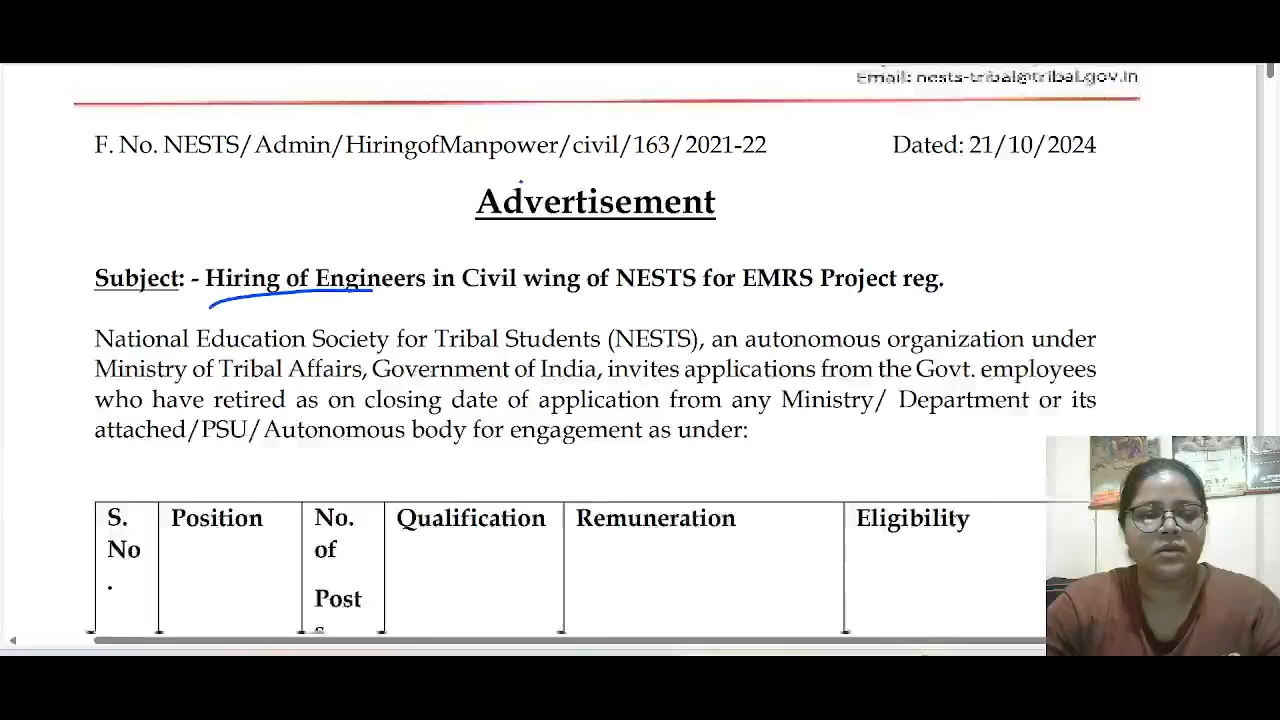 Email: nests-tribal@tribal.gov.in
F. No. NESTS/Admin/HiringofManpower/civil/163/2021-22 Dated: 21/10/2024
Advertisement
Subject: - Hiring of Engineers in Civil wing of NESTS for EMRS Project reg.
National Education Society for Tribal Students (NESTS), an autonomous organization under
Ministry of Tribal Affairs, Government of India, invites applications from the Govt. employees
who have retired as on closing date of application from any Ministry/ Department or its
attached/PSU/Autonomous body for engagement as under:
S. Position No. Qualification Remuneration Eligibility
No of
.
Post
s